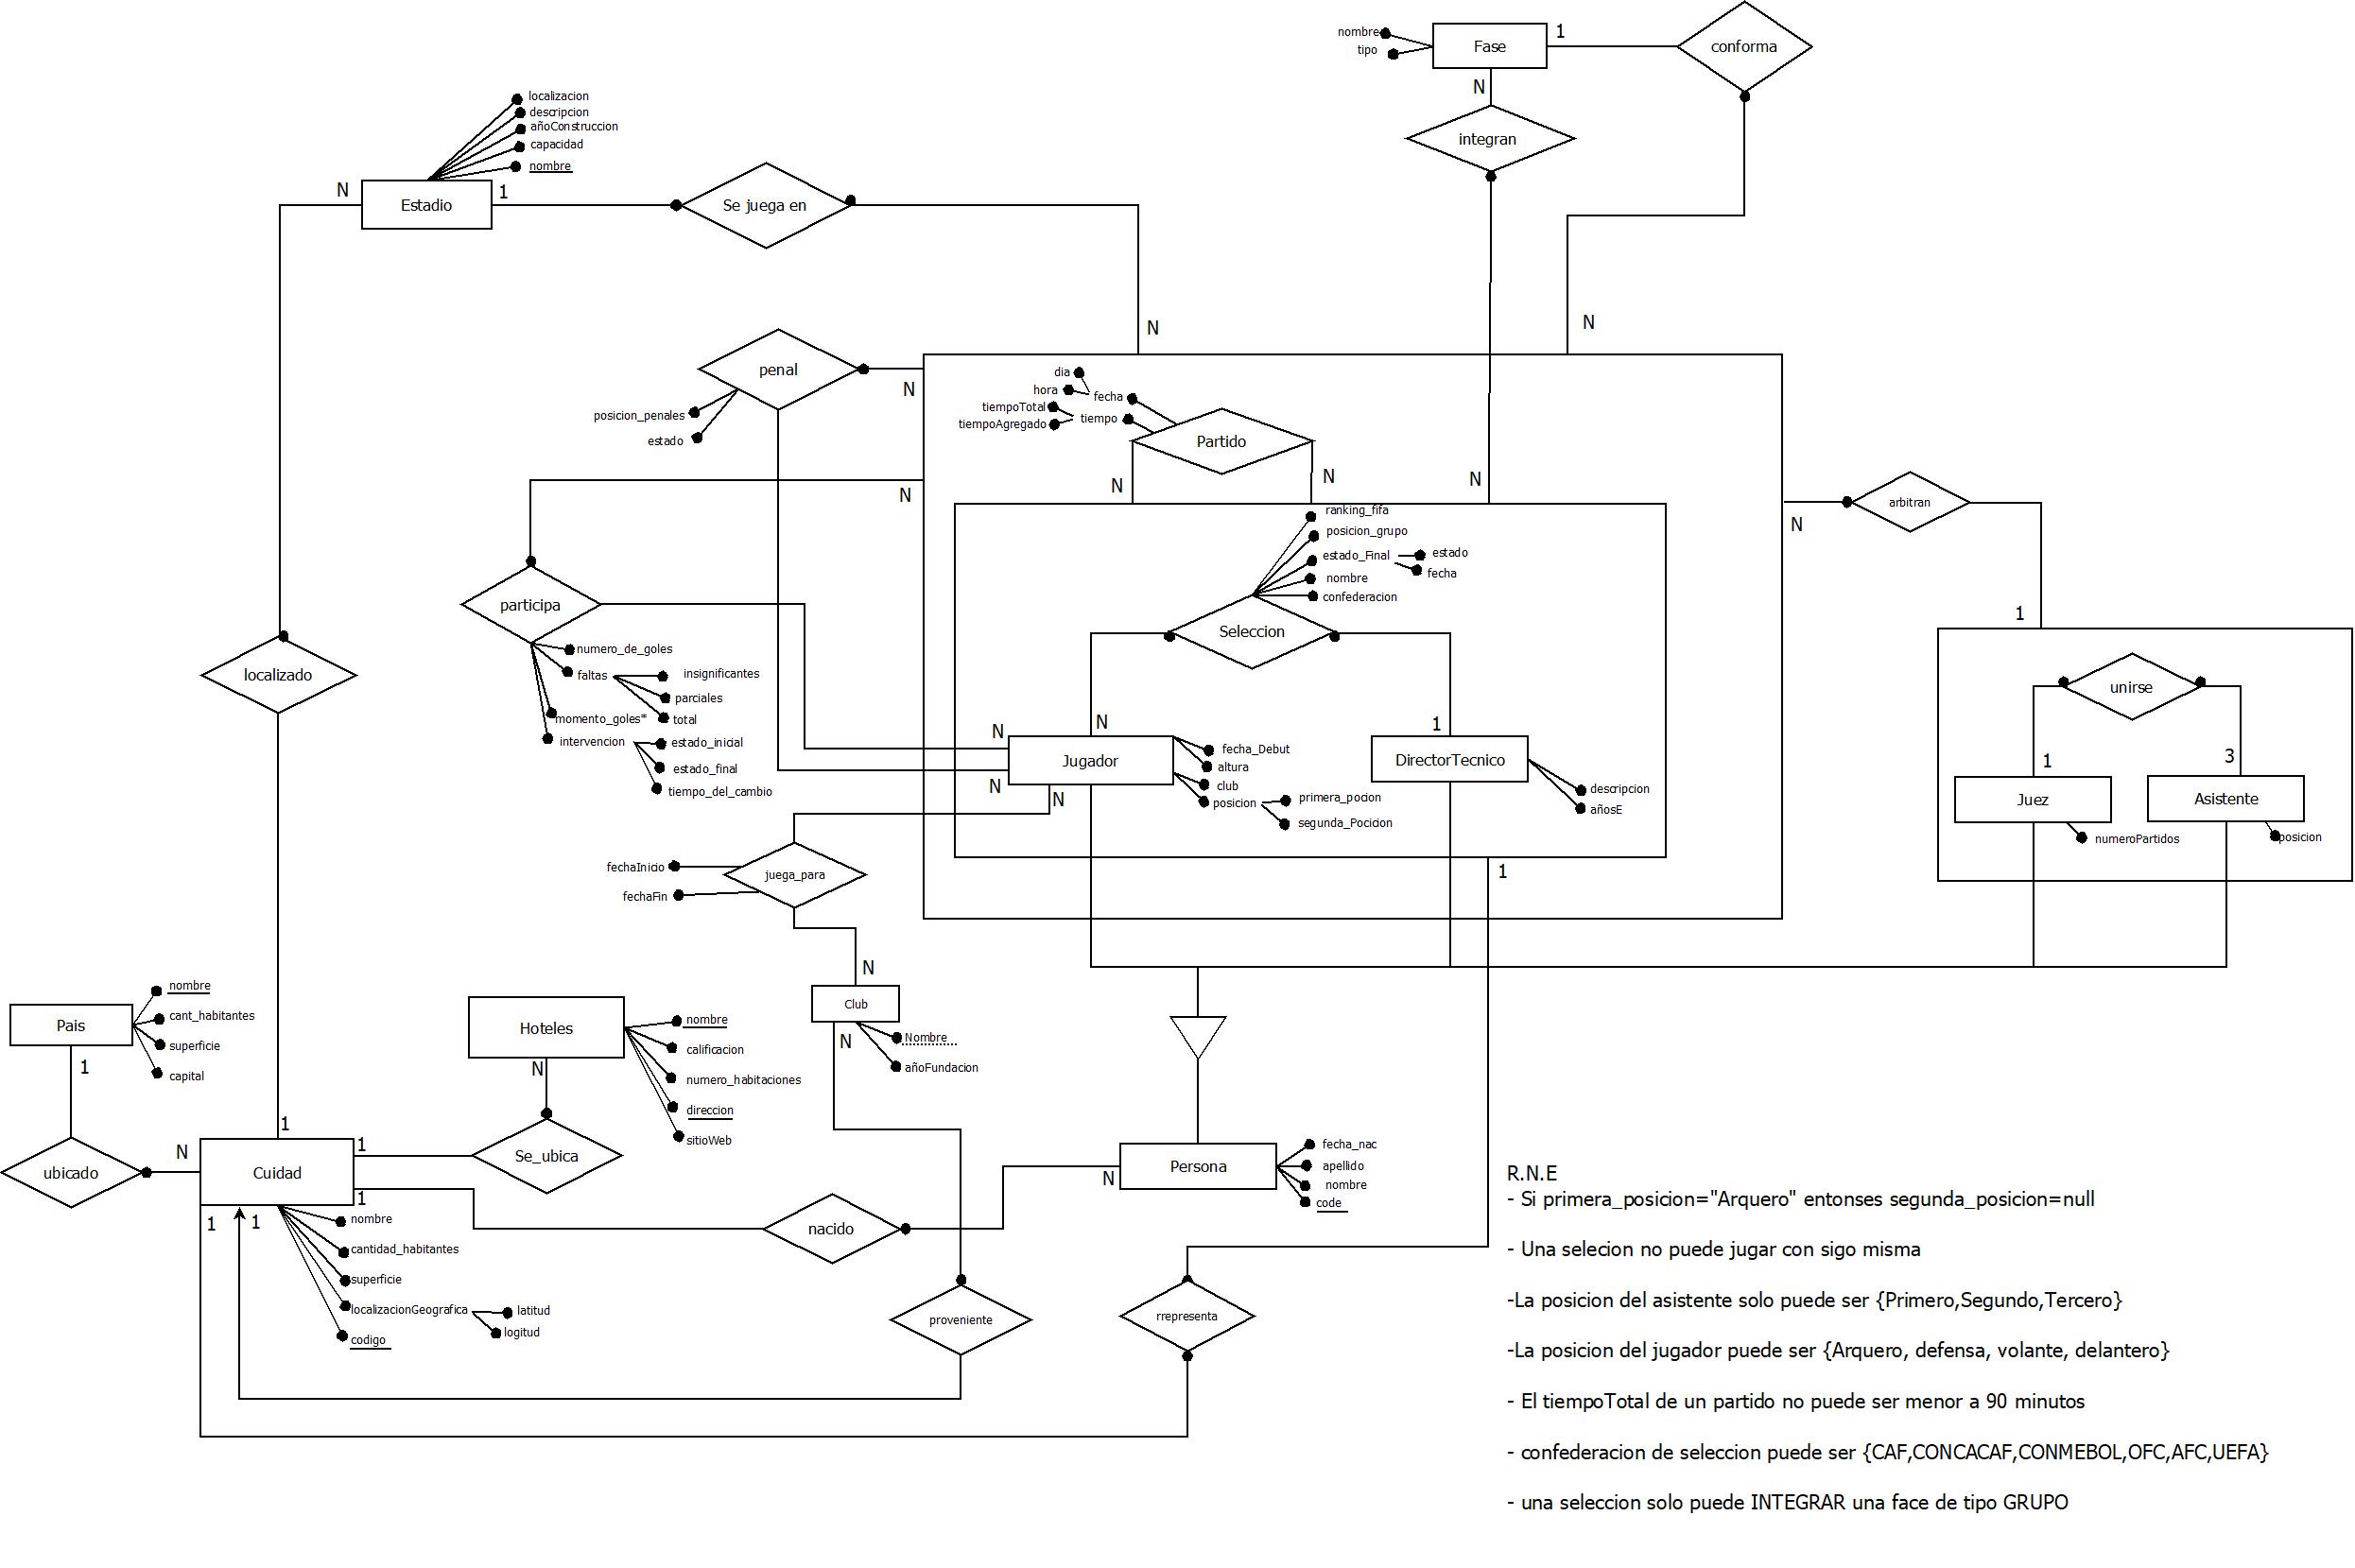 nombre
tipo
Fase
1
conforma
N
integran
localizacion
descripcion
añoConstruccion
capacidad
nombre
N
Estadio
1
Se juega en
N
N
penal
N
posicion_penales
estado
dia
hora
fecha
tiempoTotal
tiempo
tiempoAgregado
Partido
N
N
N
N
arbitran
N
ranking_fifa
posicion_grupo
estado_Final
estado
fecha
nombre
confederacion
participa
Seleccion
1
numero_de_goles
faltas
insignificantes
parciales
total
momento_goles*
intervencion
estado_inicial
estado_final
tiempo_del_cambio
localizado
unirse
N
N
1
Jugador
fecha_Debut
altura
club
posicion
primera_pocion
segunda_Pocicion
N
N
DirectorTecnico
descripcion
añosE
1
3
Juez
Asistente
numeroPartidos
posicion
1
fechaInicio
juega_para
fechaFin
N
Pais
nombre
cant_habitantes
superficie
capital
1
Hoteles
nombre
calificacion
numero_habitaciones
direccion
sitioWeb
N
Club
N
Nombre
añoFundacion
ubicado
N
1
Cuidad
1
1
1
1
Se_ubica
nombre
cantidad_habitantes
superficie
localizacionGeografica
latitud
logitud
codigo
nacido
N
Persona
fecha_nac
apellido
nombre
code
proveniente
rrepresenta
R.N.E
- Si primera_posicion="Arquero" entonses segunda_posicion=null
- Una selecion no puede jugar con sigo misma
-La posicion del asistente solo puede ser {Primero,Segundo,Tercero}
-La posicion del jugador puede ser {Arquero, defensa, volante, delantero}
- El tiempoTotal de un partido no puede ser menor a 90 minutos
- confederacion de seleccion puede ser {CAF,CONCACAF,CONMEBOL,OFC,AFC,UEFA}
- una seleccion solo puede INTEGRAR una face de tipo GRUPO